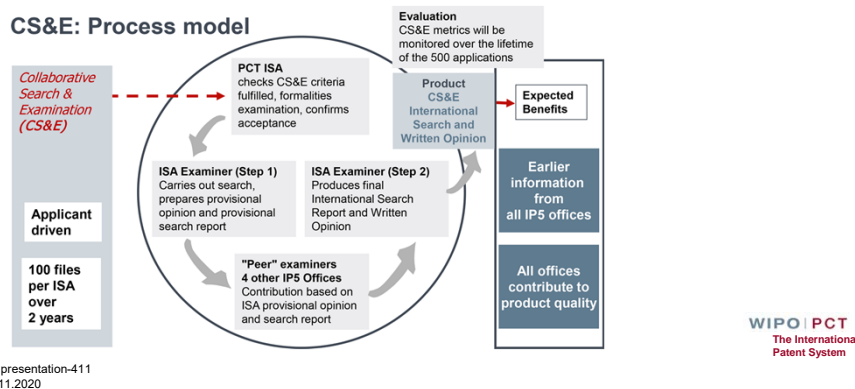 CS&E: Process model
Collaborative
Search &
Examination
(CS&E)
Applicant
driven
100 files
per ISA
over
2 years
PCT ISA
checks CS&E criteria
fulfilled, formalities
examination, confirms
acceptance
ISA Examiner (Step 1)
Carries out search,
prepares provisional
opinion and provisional
search report
"Peer" examiners
4 other IP5 Offices
Contribution based on
ISA provisional opinion
and search report
ISA Examiner (Step 2)
Produces final
International Search
Report and Written
Opinion
Evaluation
CS&E metrics will be
monitored over the lifetime
of the 500 applications
Product
CS&E
International
Search and
Written Opinion
Expected
Benefits
Earlier
information
from
all IP5 offices
All offices
contribute to
product quality
WIPO | PCT
The Internationa
Patent System
presentation-411
11.2020